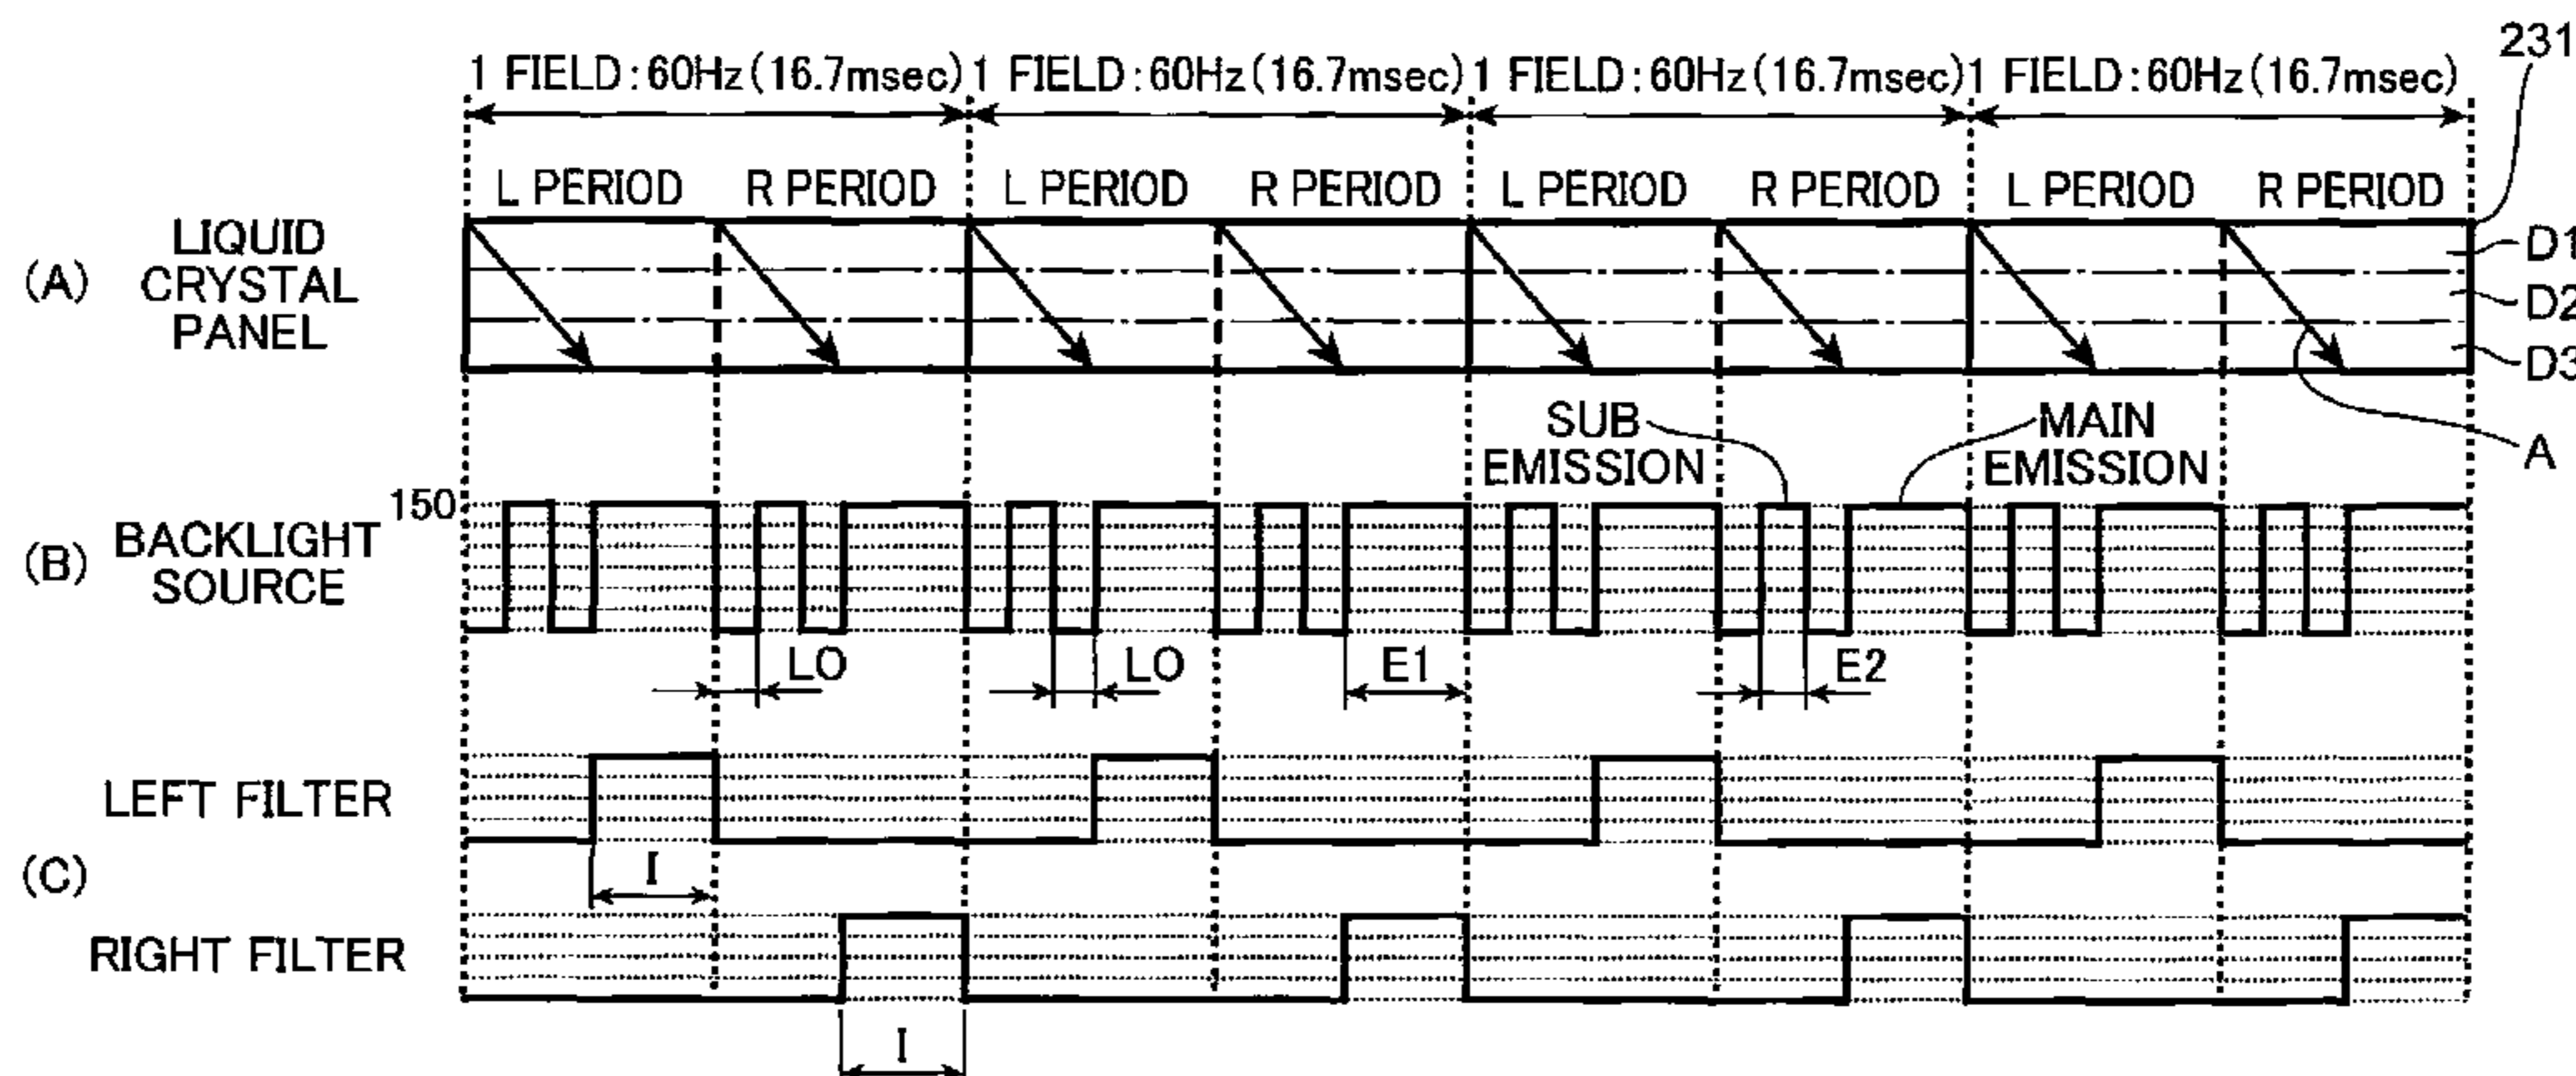 231
1 FIELD:60Hz(16.7msec) 1 FIELD:60Hz(16.7msec) 1 FIELD:60Hz(16.7msec) 1 FIELD:60Hz(16.7msec)
L PERIOD R PERIOD L PERIOD R PERIOD L PERIOD R PERIOD L PERIOD R PERIOD
(A) LIQUID
CRYSTAL
PANEL
D1
D2
D3
A
SUB
EMISSION
MAIN
EMISSION
150
(B) BACKLIGHT
SOURCE
LO LO E1 E2
LEFT FILTER
(C)
I
RIGHT FILTER
I